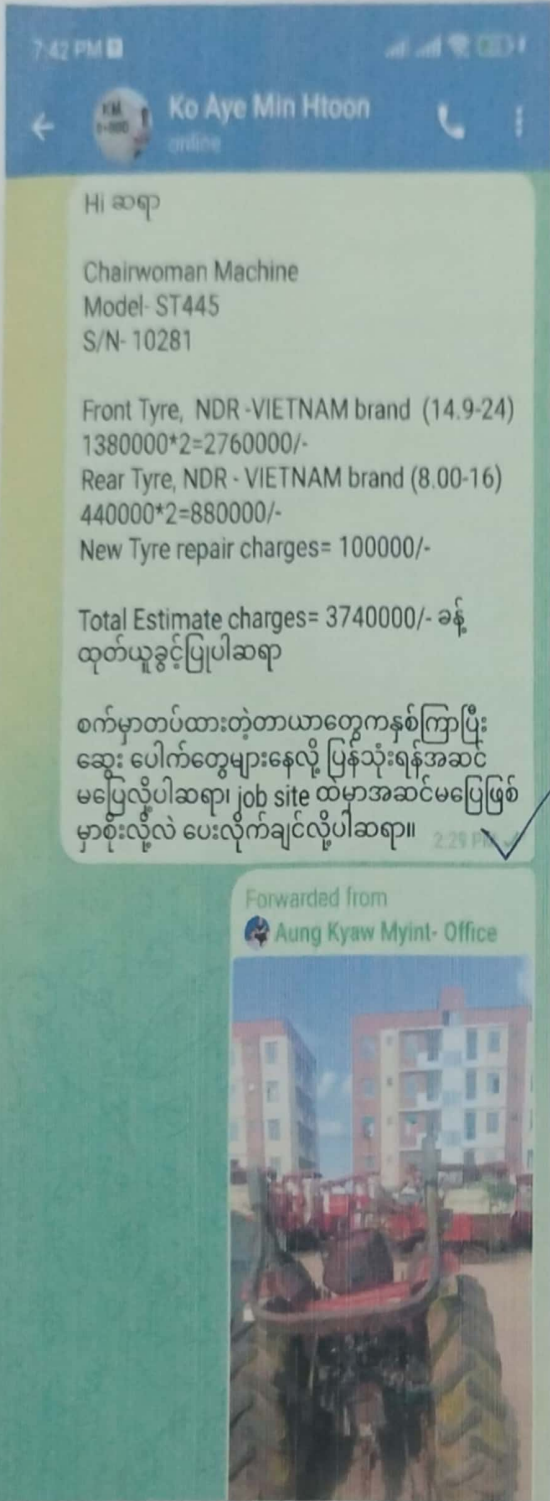 7:42 PM
Ko Aye Min Htoon
online
Hi ဆရာ
Chairwoman Machine
Model- ST445
S/N- 10281
Front Tyre, NDR -VIETNAM brand (14.9-24)
1380000*2=2760000/-
Rear Tyre, NDR - VIETNAM brand (8.00-16)
440000*2=880000/-
New Tyre repair charges= 100000/-
Total Estimate charges= 3740000/- ခန့်
ထုတ်ယူခွင့်ပြုပါဆရာ
စက်မှာတပ်ထားတဲ့တာယာတွေကနှစ်ကြာပြီး
ဆွေး ပေါက်တွေများနေလို့ ပြန်သုံးရန်အဆင်
မပြေလို့ပါဆရာ၊ job site ထဲမှာအဆင်မပြေဖြစ်
မှာစိုးလို့လဲ ပေးလိုက်ချင်လို့ပါဆရာ။ 2:29 PM
Forwarded from
Aung Kyaw Myint- Office